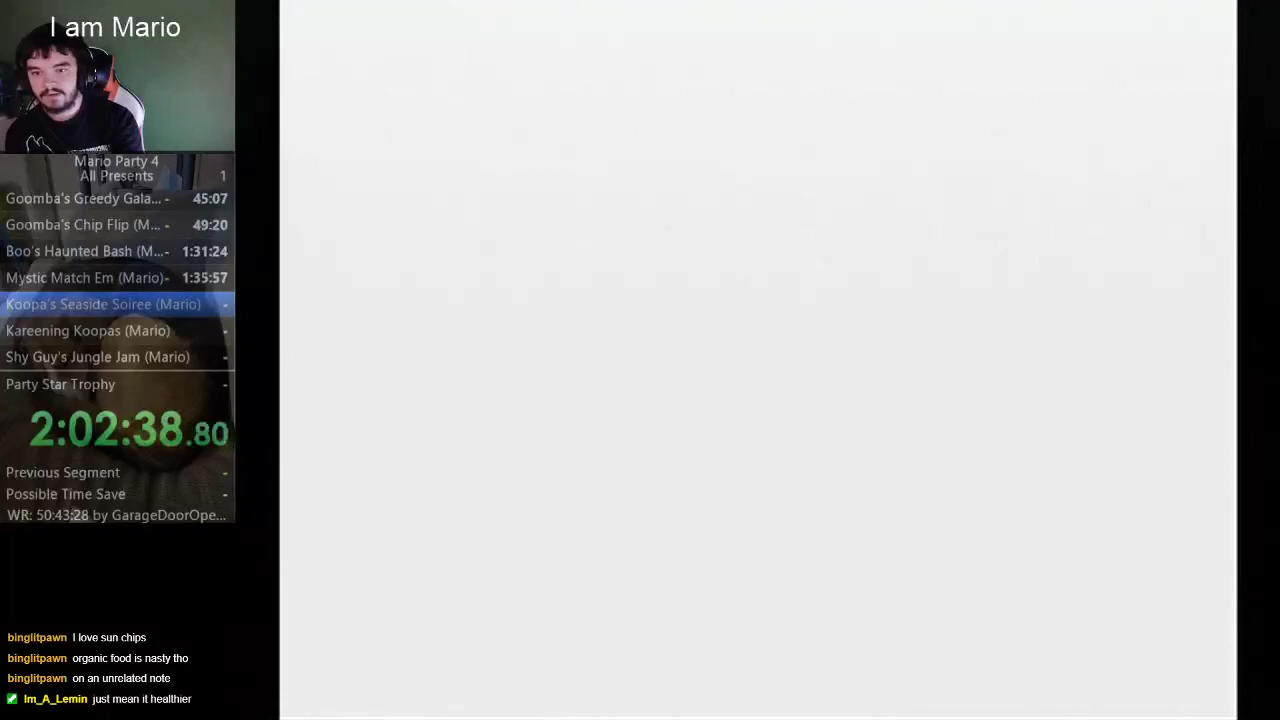 I am Mario
Mario Party 4
All Presents 1
Goomba's Greedy Gala... - 45:07
Goomba's Chip Flip (M... - 49:20
Boo's Haunted Bash (M... - 1:31:24
Mystic Match Em (Mario) - 1:35:57
Koopa's Seaside Soiree (Mario) -
Kareening Koopas (Mario) -
Shy Guy's Jungle Jam (Mario) -
Party Star Trophy -
2:02:38.80
Previous Segment -
Possible Time Save -
WR: 50:43:28 by GarageDoorOpe...
binglitpawn I love sun chips
binglitpawn organic food is nasty tho
binglitpawn on an unrelated note
Im_A_Lemin just mean it healthier